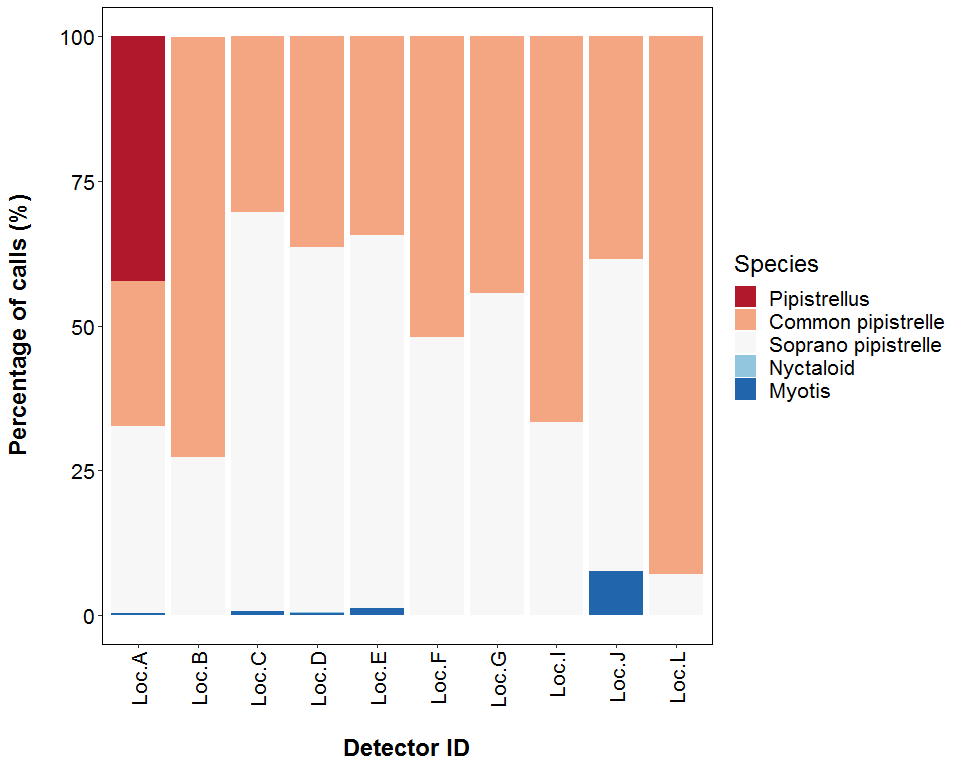 Percentage of calls (%)
100
75
50
25
0
Loc.A
Loc.B
Loc.C
Loc.D
Loc.E
Loc.F
Loc.G
Loc.I
Loc.J
Loc.L
Detector ID
Species
Pipistrellus
Common pipistrelle
Soprano pipistrelle
Nyctaloid
Myotis